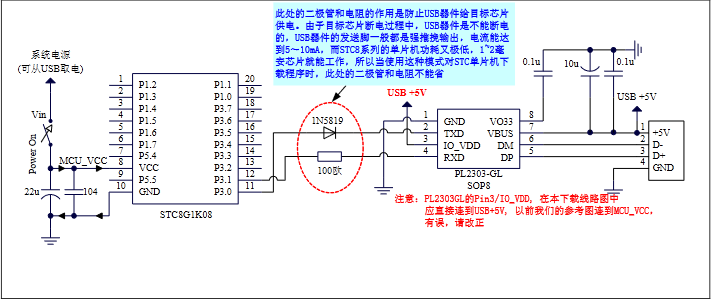 此处的二极管和电阻的作用是防止USB器件给目标芯片
供电。由于目标芯片断电过程中，USB器件是不能断电
的，USB器件的发送脚一般都是强推挽输出，电流能达
到5～10mA，而STC8系列的单片机功耗又极低，1~2毫
安芯片就能工作，所以当使用这种模式对STC单片机下
载程序时，此处的二极管和电阻不能省
系统电源
(可从USB取电)
Vin
Power On
MCU_VCC
22u
104
1 P1.2
2 P1.3
3 P1.4
4 P1.5
5 P1.6
6 P1.7
7 P5.4
8 VCC
9 P5.5
10 GND
P1.1 20
P1.0 19
P3.7 18
P3.6 17
P3.5 16
P3.4 15
P3.3 14
P3.2 13
P3.1 12
P3.0 11
STC8G1K08
1N5819
100欧
USB +5V
1 GND
2 TXD
3 IO_VDD
4 RXD
VO33 8
VBUS 7
DM 6
DP 5
PL2303-GL
SOP8
0.1u
10u
0.1u
USB +5V
1 +5V
2 D-
3 D+
4 GND
注意：PL2303GL的Pin3/IO_VDD, 在本下载线路图中
应直接连到USB+5V, 以前我们的参考图连到MCU_VCC,
有误, 请改正